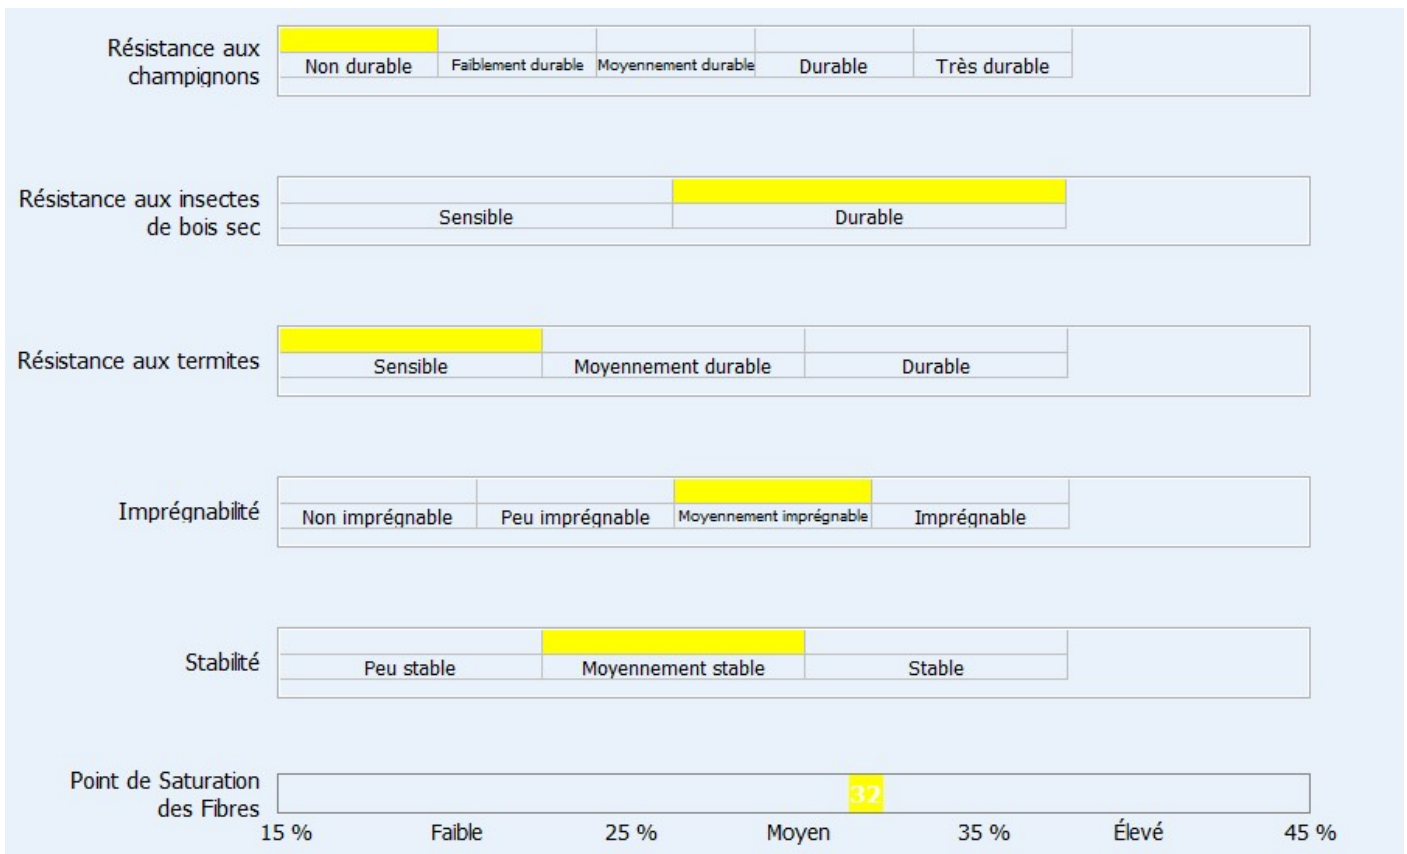 Résistance aux
champignons
Non durable Faiblement durable Moyennement durable Durable Très durable
Résistance aux insectes
de bois sec
Sensible Durable
Résistance aux termites
Sensible Moyennement durable Durable
Imprégnabilité
Non imprégnable Peu imprégnable Moyennement imprégnable Imprégnable
Stabilité
Peu stable Moyennement stable Stable
Point de Saturation
des Fibres
32
15 % Faible 25 % Moyen 35 % Élevé 45 %